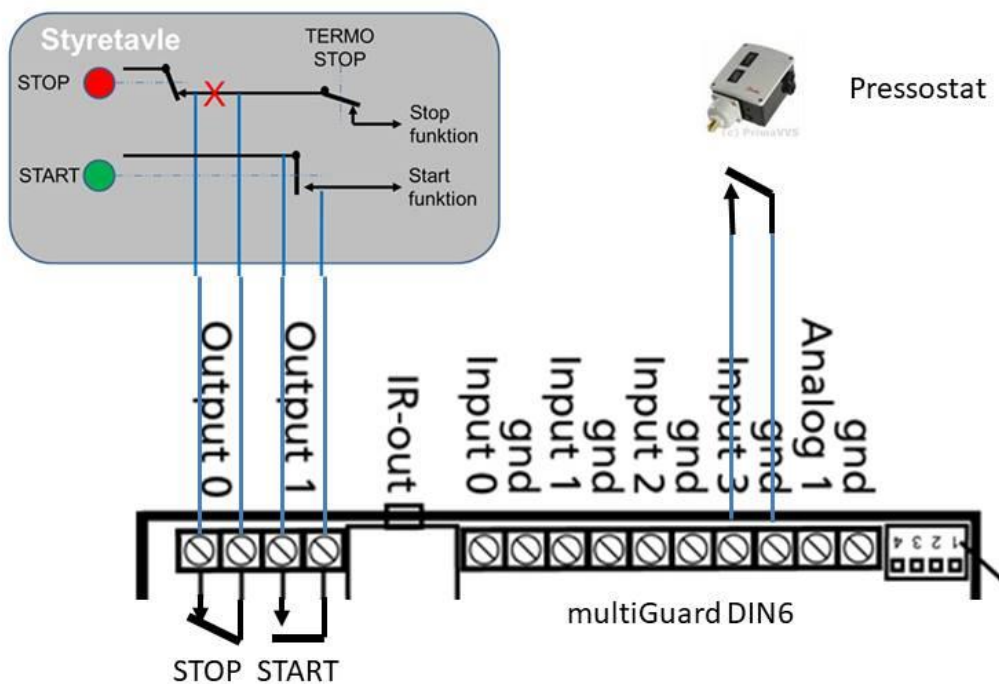 Styretavle
TERMO
STOP
STOP
Stop
funktion
START
Start
funktion
Pressostat
(c) PrimaVVS
Output 0
Output 1
IR-out
Input 0
gnd
Input 1
gnd
Input 2
gnd
Input 3
gnd
Analog 1
gnd
4 3 2 1
multiGuard DIN6
STOP START